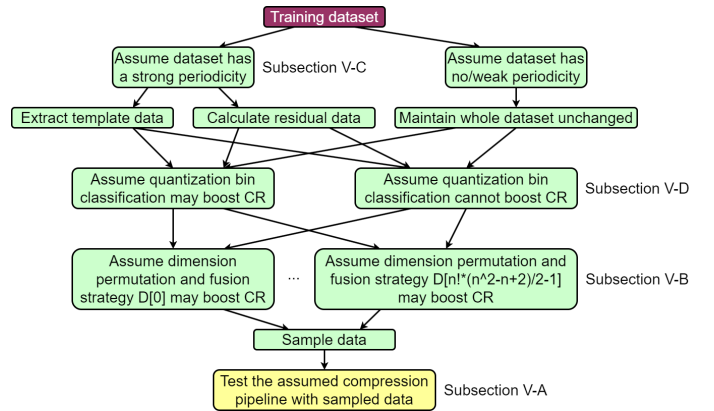 Training dataset
Assume dataset has
a strong periodicity
Subsection V-C
Assume dataset has
no/weak periodicity
Extract template data
Calculate residual data
Maintain whole dataset unchanged
Assume quantization bin
classification may boost CR
Assume quantization bin
classification cannot boost CR
Subsection V-D
Assume dimension
permutation and fusion
strategy D[0] may boost CR
...
Assume dimension permutation and
fusion strategy D[n!*(n^2-n+2)/2-1]
may boost CR
Subsection V-B
Sample data
Test the assumed compression
pipeline with sampled data
Subsection V-A